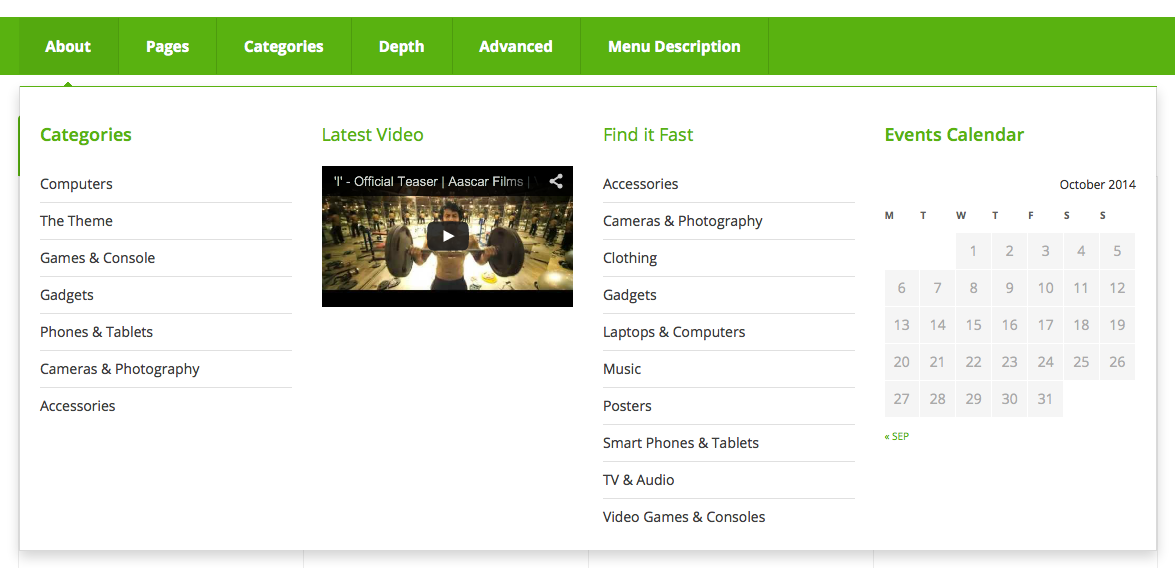 About Pages Categories Depth Advanced Menu Description
Categories
Computers
The Theme
Games & Console
Gadgets
Phones & Tablets
Cameras & Photography
Accessories
Latest Video
'I' - Official Teaser | Aascar Films |
Find it Fast
Accessories
Cameras & Photography
Clothing
Gadgets
Laptops & Computers
Music
Posters
Smart Phones & Tablets
TV & Audio
Video Games & Consoles
Events Calendar
October 2014
M T W T F S S
1 2 3 4 5
6 7 8 9 10 11 12
13 14 15 16 17 18 19
20 21 22 23 24 25 26
27 28 29 30 31
« SEP